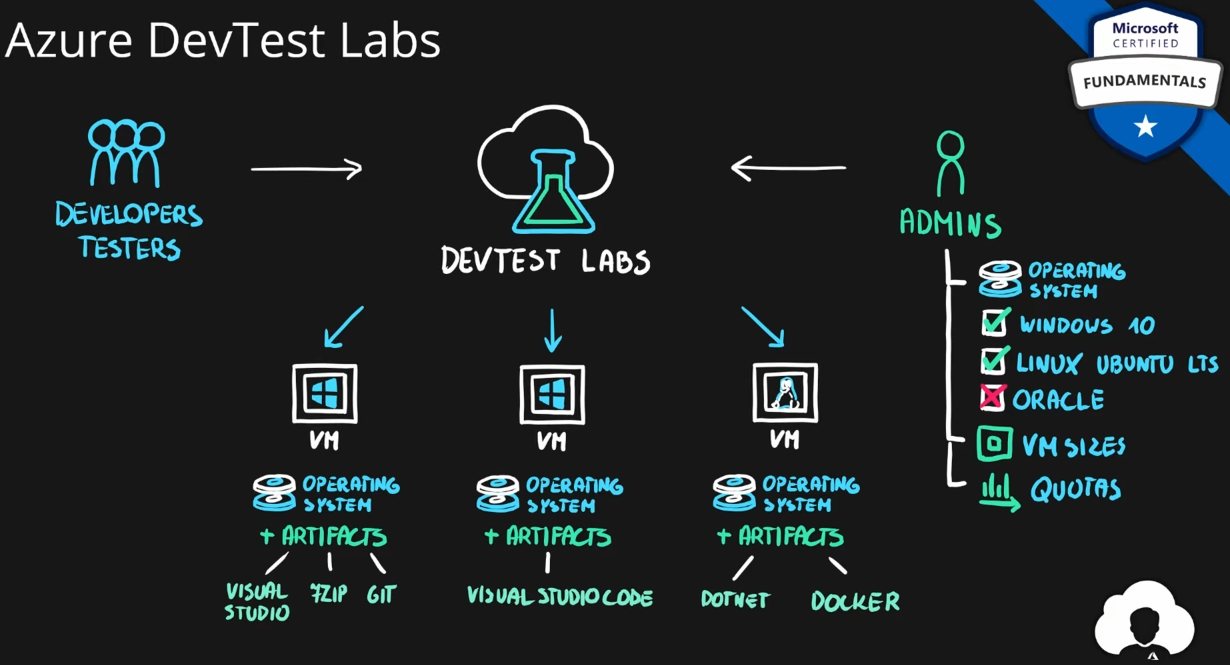 Azure DevTest Labs
Microsoft
CERTIFIED
FUNDAMENTALS
DEVELOPERS
TESTERS
DEVTEST LABS
ADMINS
OPERATING
SYSTEM
WINDOWS 10
LINUX UBUNTU LTS
ORACLE
VM SIZES
QUOTAS
VM
OPERATING
SYSTEM
+ ARTIFACTS
VISUAL
STUDIO
7ZIP
GIT
VM
OPERATING
SYSTEM
+ ARTIFACTS
VISUAL STUDIO CODE
VM
OPERATING
SYSTEM
+ ARTIFACTS
DOTNET
DOCKER